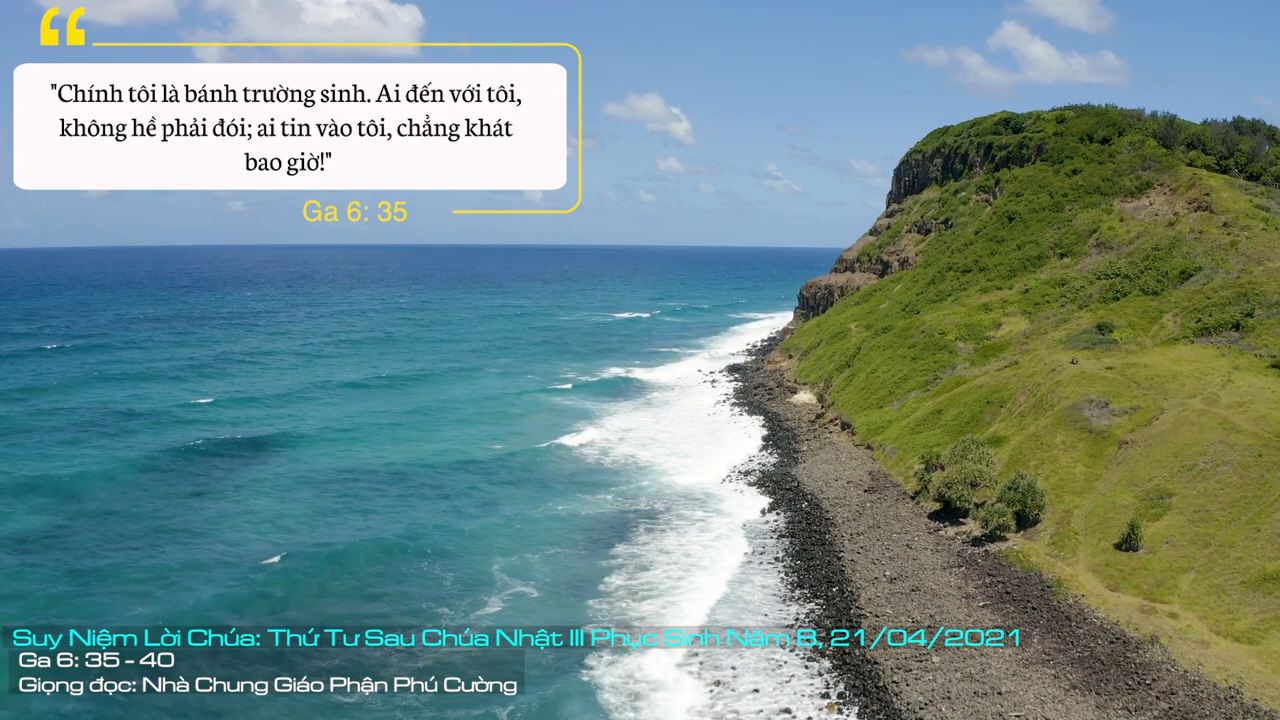 "Chính tôi là bánh trường sinh. Ai đến với tôi,
không hề phải đói; ai tin vào tôi, chẳng khát
bao giờ!"
Ga 6: 35
Suy Niệm Lời Chúa: Thứ Tư Sau Chúa Nhật III Phục Sinh Năm B, 21/04/2021
Ga 6: 35 - 40
Giọng đọc: Nhà Chung Giáo Phận Phú Cường